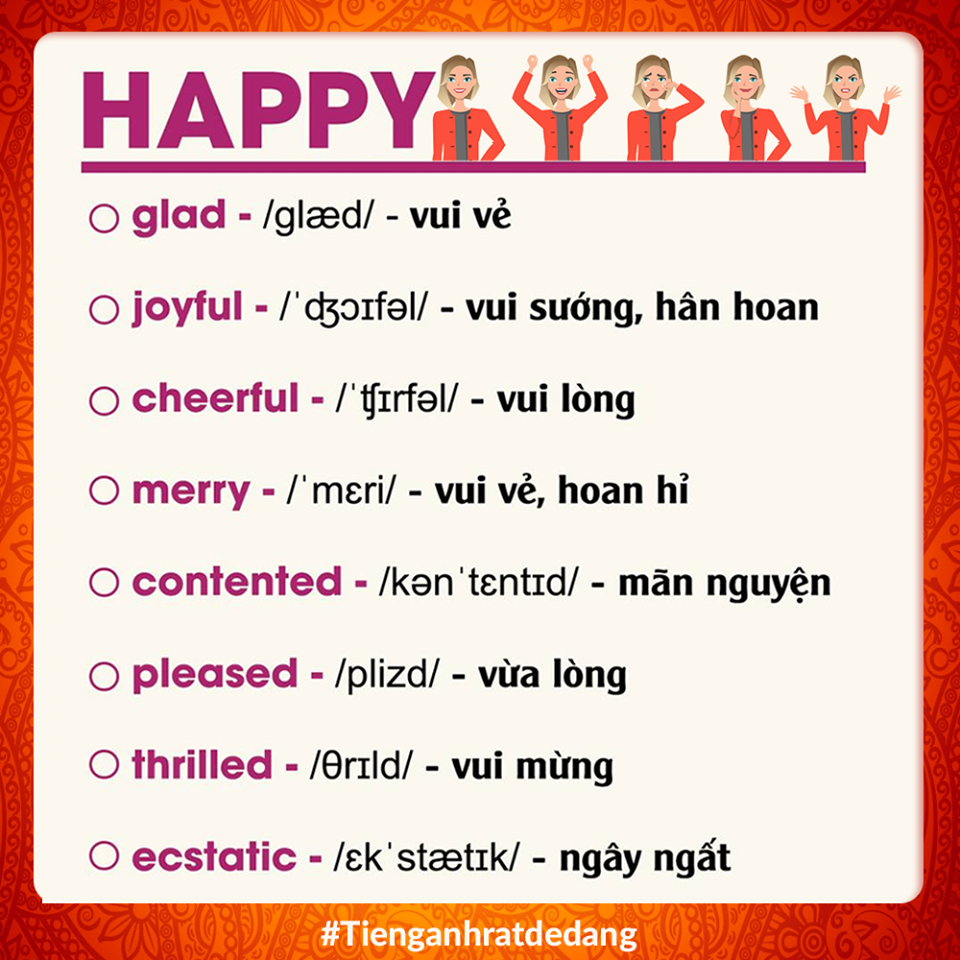 HAPPY
glad - /glæd/ - vui vẻ
joyful - /ˈʤɔɪfəl/ - vui sướng, hân hoan
cheerful - /ˈʧɪrfəl/ - vui lòng
merry - /ˈmɛri/ - vui vẻ, hoan hỉ
contented - /kənˈtɛntɪd/ - mãn nguyện
pleased - /plizd/ - vừa lòng
thrilled - /θrɪld/ - vui mừng
ecstatic - /ɛkˈstætɪk/ - ngây ngất
#Tienganhratdedang